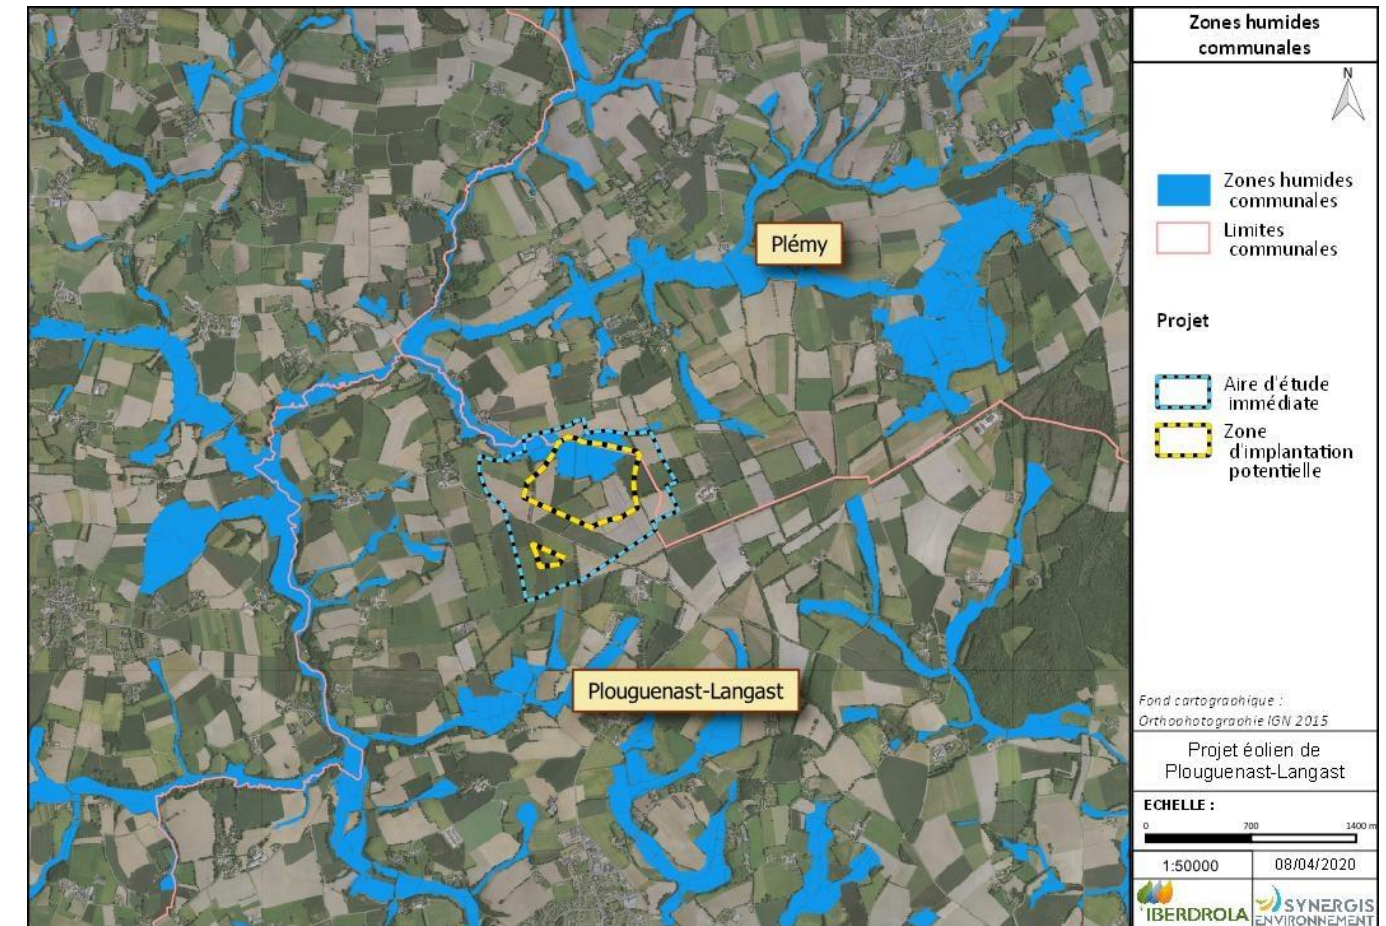 Zones humides
communales
N
Zones humides
communales
Limites
communales
Projet
Aire d'étude
immédiate
Zone
d'implantation
potentielle
Plémy
Plouguenast-Langast
Fond cartographique :
Orthophotographie IGN 2015
Projet éolien de
Plouguenast-Langast
ECHELLE :
0 700 1400 m
1:50000 08/04/2020
IBERDROLA
SYNERGIS
ENVIRONNEMENT